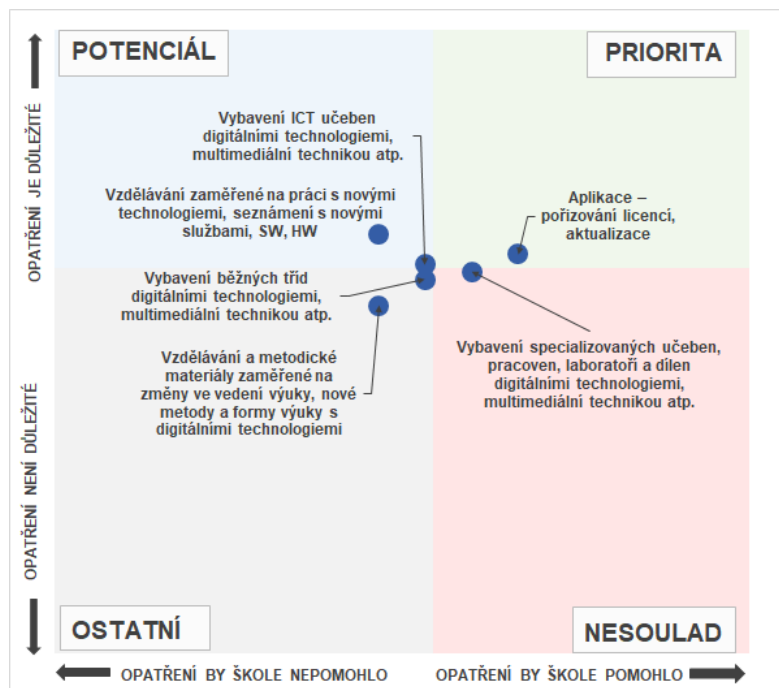 POTENCIÁL
PRIORITA
OPATŘENÍ JE DŮLEŽITÉ
Vybavení ICT učeben
digitálními technologiemi,
multimediální technikou atp.
Vzdělávání zaměřené na práci s novými
technologiemi, seznámení s novými
službami, SW, HW
Aplikace –
pořizování licencí,
aktualizace
Vybavení běžných tříd
digitálními technologiemi,
multimediální technikou atp.
Vybavení specializovaných učeben,
pracoven, laboratoří a dílen
digitálními technologiemi,
multimediální technikou atp.
Vzdělávání a metodické
materiály zaměřené na
změny ve vedení výuky, nové
metody a formy výuky s
digitálními technologiemi
OPATŘENÍ NENÍ DŮLEŽITÉ
OSTATNÍ
NESOULAD
OPATŘENÍ BY ŠKOLE NEPOMOHLO
OPATŘENÍ BY ŠKOLE POMOHLO